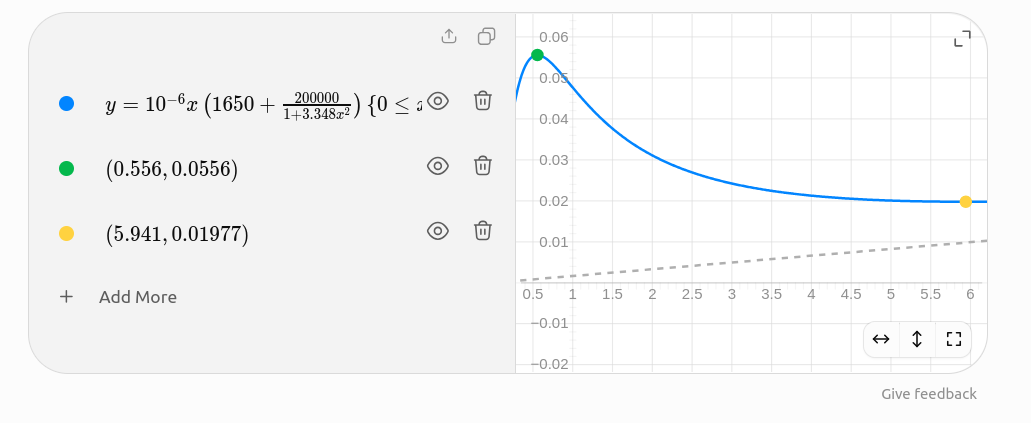 y = 10^{-6}x (1650 + \frac{200000}{1+3.348x^2}) {0 ≤
(0.556, 0.0556)
(5.941, 0.01977)
+ Add More
0.06
0.05
0.04
0.03
0.02
0.01
0.5 1 1.5 2 2.5 3 3.5 4 4.5 5 5.5 6
−0.01
−0.02
Give feedback